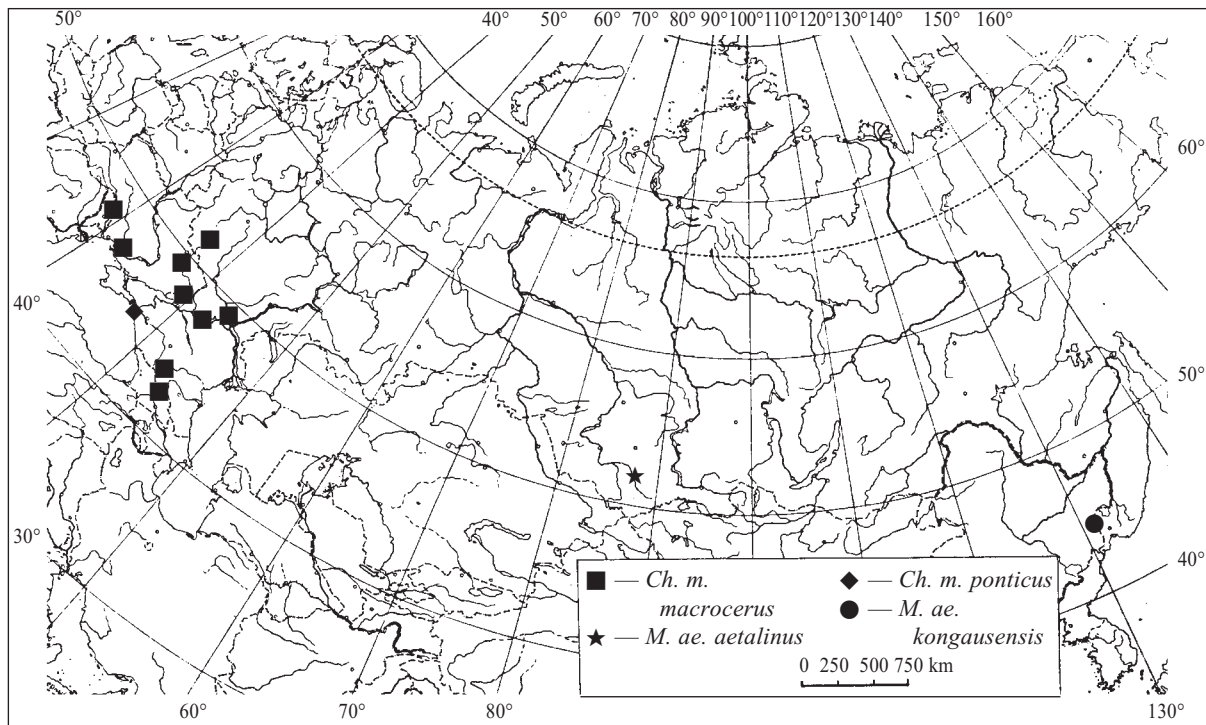 50° 40° 50° 60° 70° 80° 90° 100° 110° 120° 130° 140° 150° 160°
60°
50°
40°
40°
30°
■ — Ch. m. macrocerus
◆ — Ch. m. ponticus
★ — M. ae. aetalinus
● — M. ae. kongausensis
0 250 500 750 km
60° 70° 80° 130°